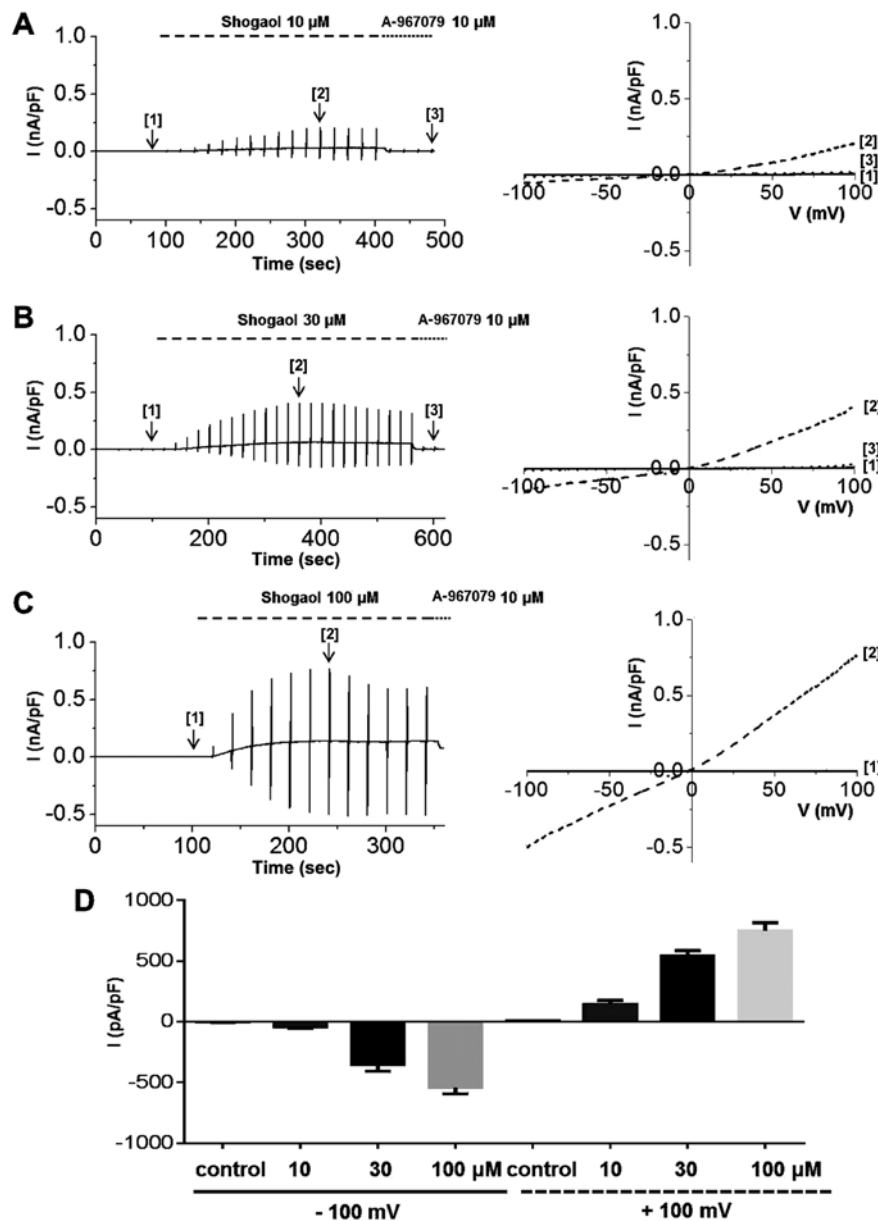 A
Shogaol 10 µM A-967079 10 µM
1.0
0.5
0.0
-0.5
I (nA/pF)
[1]
[2]
[3]
0 100 200 300 400 500
Time (sec)
1.0
0.5
0.0
-0.5
I (nA/pF)
-100 -50 0 50 100
V (mV)
[2]
[3]
[1]
B
Shogaol 30 µM A-967079 10 µM
1.0
0.5
0.0
-0.5
I (nA/pF)
[1]
[2]
[3]
0 200 400 600
Time (sec)
1.0
0.5
0.0
-0.5
I (nA/pF)
-100 -50 0 50 100
V (mV)
[2]
[3]
[1]
C
Shogaol 100 µM A-967079 10 µM
1.0
0.5
0.0
-0.5
I (nA/pF)
[1]
[2]
0 100 200 300
Time (sec)
1.0
0.5
0.0
-0.5
I (nA/pF)
-100 -50 0 50 100
V (mV)
[2]
[1]
D
1000
500
0
-500
-1000
I (pA/pF)
control 10 30 100 µM control 10 30 100 µM
- 100 mV + 100 mV